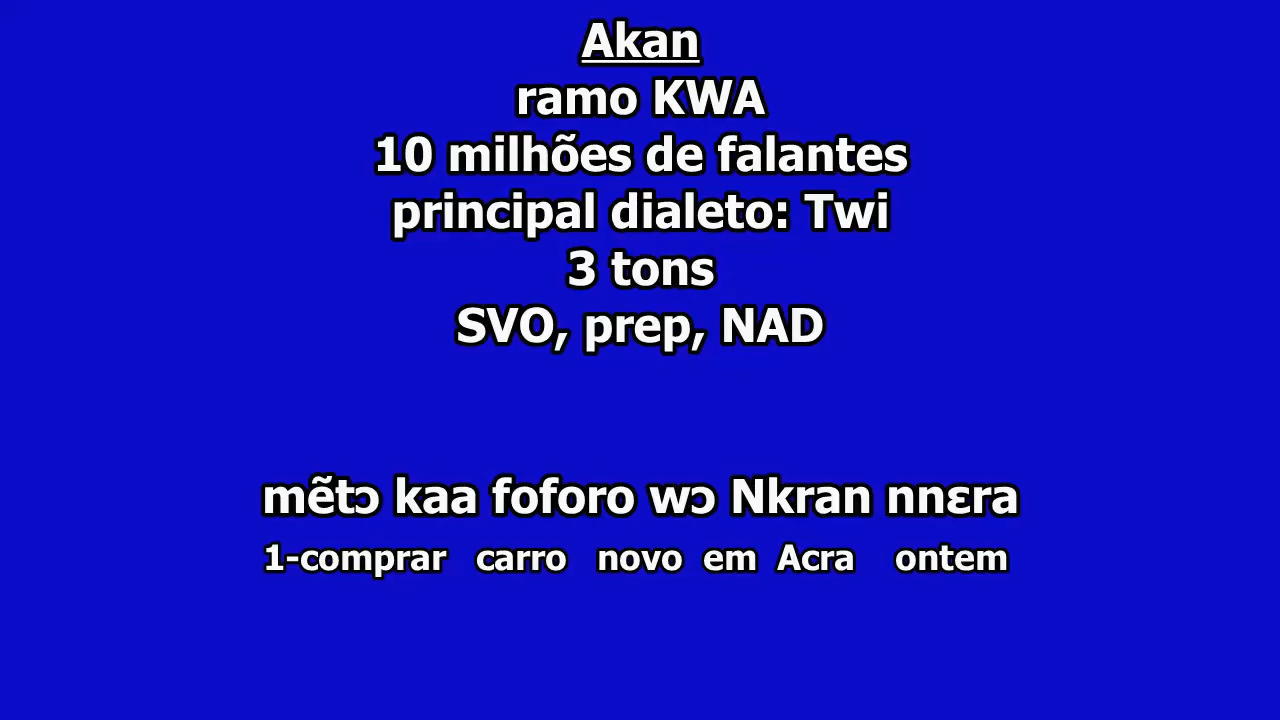 Akan
ramo KWA
10 milhões de falantes
principal dialeto: Twi
3 tons
SVO, prep, NAD
mẽtɔ kaa foforo wɔ Nkran nnɛra
1-comprar carro novo em Acra ontem